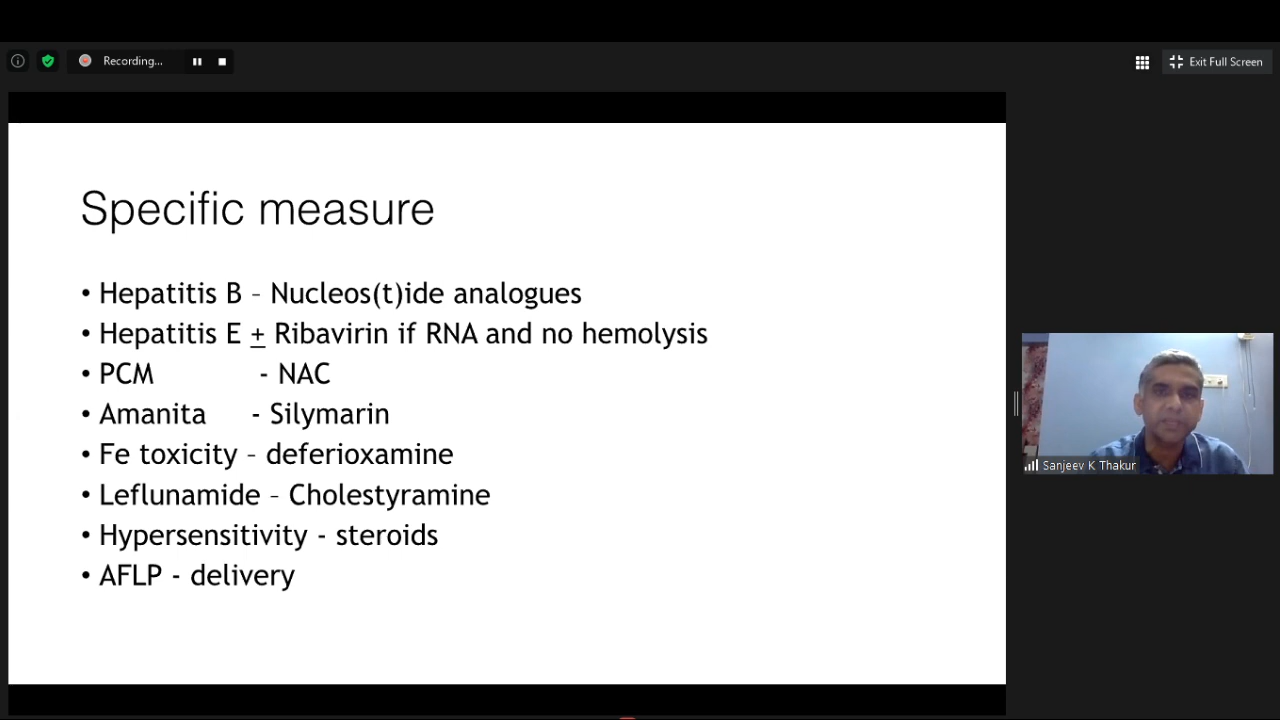 Recording...
Exit Full Screen
Specific measure
• Hepatitis B – Nucleos(t)ide analogues
• Hepatitis E + Ribavirin if RNA and no hemolysis
• PCM - NAC
• Amanita - Silymarin
• Fe toxicity – deferioxamine
• Leflunamide – Cholestyramine
• Hypersensitivity - steroids
• AFLP - delivery
Sanjeev K Thakur